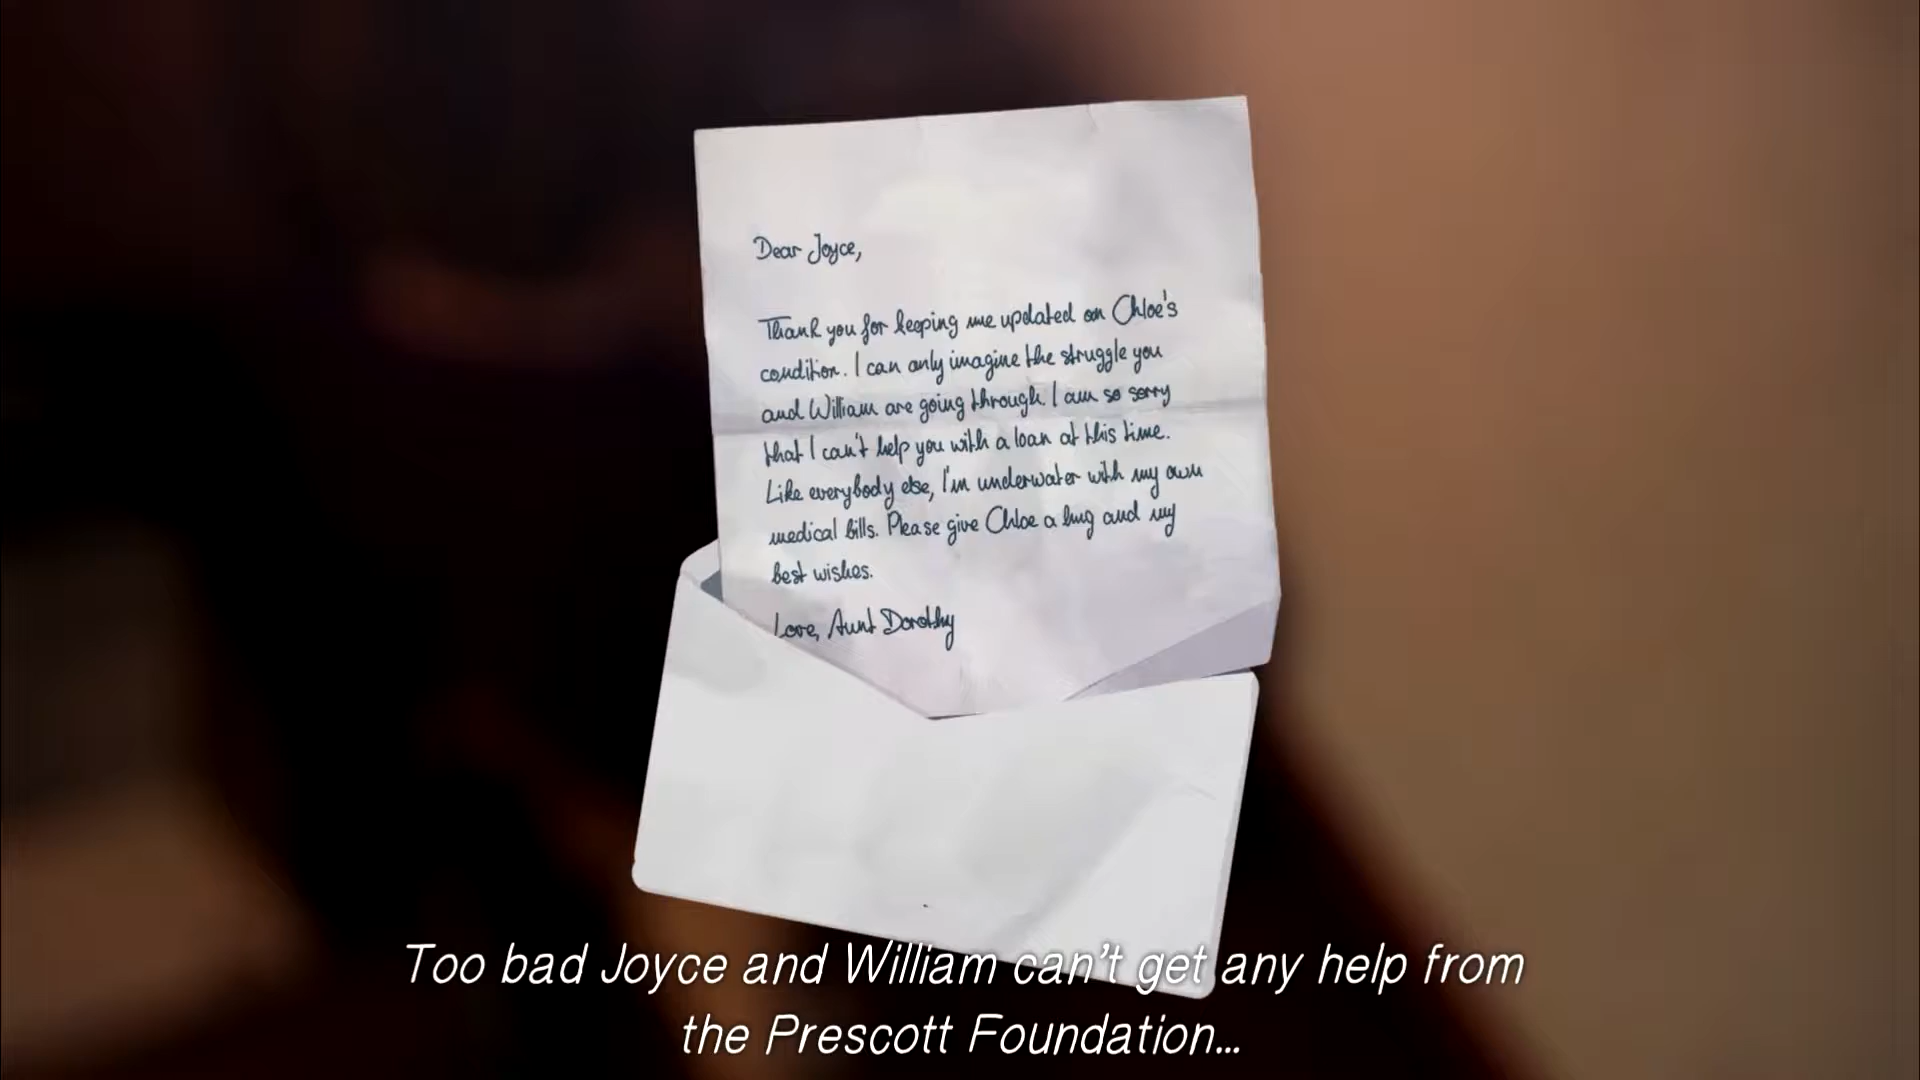 Dear Joyce,
Thank you for keeping me updated on Chloe's
condition. I can only imagine the struggle you
and William are going through. I am so sorry
that I can't help you with a loan at this time.
Like everybody else, I'm underwater with my own
medical bills. Please give Chloe a hug and my
best wishes.
Love, Aunt Dorothy
Too bad Joyce and William can't get any help from
the Prescott Foundation...